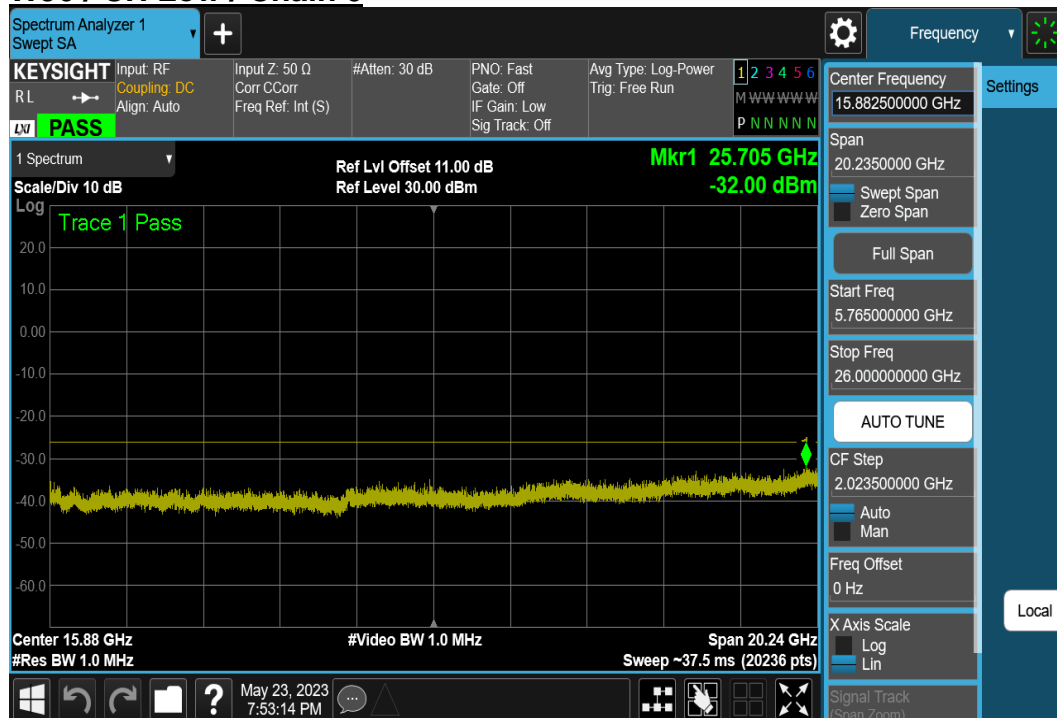 Spectrum Analyzer 1
Swept SA
Frequency
KEYSIGHT
Input: RF
Input Z: 50 Ω
#Atten: 30 dB
PNO: Fast
Avg Type: Log-Power
1 2 3 4 5 6
RL
Coupling: DC
Corr CCorr
Gate: Off
Trig: Free Run
M W W W W W
Align: Auto
Freq Ref: Int (S)
IF Gain: Low
LXI
PASS
Sig Track: Off
P N N N N N
1 Spectrum
Ref Lvl Offset 11.00 dB
Mkr1 25.705 GHz
Scale/Div 10 dB
Ref Level 30.00 dBm
-32.00 dBm
Log
Trace 1 Pass
20.0
10.0
0.00
-10.0
-20.0
-30.0
-40.0
-50.0
-60.0
1
Center 15.88 GHz
#Video BW 1.0 MHz
Span 20.24 GHz
#Res BW 1.0 MHz
Sweep ~37.5 ms (20236 pts)
?
May 23, 2023
7:53:14 PM
Center Frequency
15.882500000 GHz
Settings
Span
20.2350000 GHz
Swept Span
Zero Span
Full Span
Start Freq
5.765000000 GHz
Stop Freq
26.000000000 GHz
AUTO TUNE
CF Step
2.023500000 GHz
Auto
Man
Freq Offset
0 Hz
Local
X Axis Scale
Log
Lin
Signal Track
(Span Zoom)